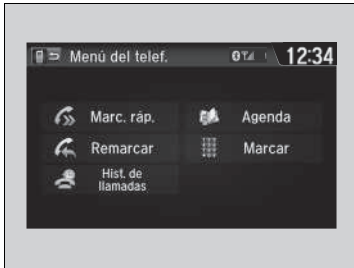 Menú del telef. 12:34
Marc. ráp. Agenda
Remarcar Marcar
Hist. de
llamadas